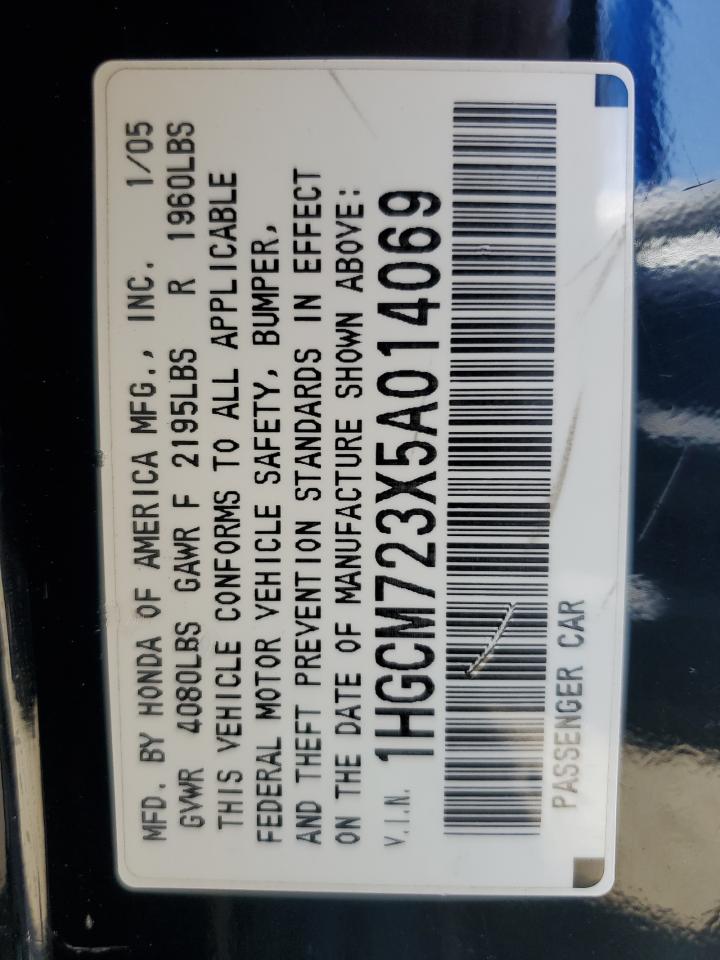 MFD. BY HONDA OF AMERICA MFG., INC. 1/05
GVWR 4080LBS GAWR F 2195LBS R 1960LBS
THIS VEHICLE CONFORMS TO ALL APPLICABLE
FEDERAL MOTOR VEHICLE SAFETY, BUMPER,
AND THEFT PREVENTION STANDARDS IN EFFECT
ON THE DATE OF MANUFACTURE SHOWN ABOVE:
V.I.N. 1HGCM723X5A014069
PASSENGER CAR